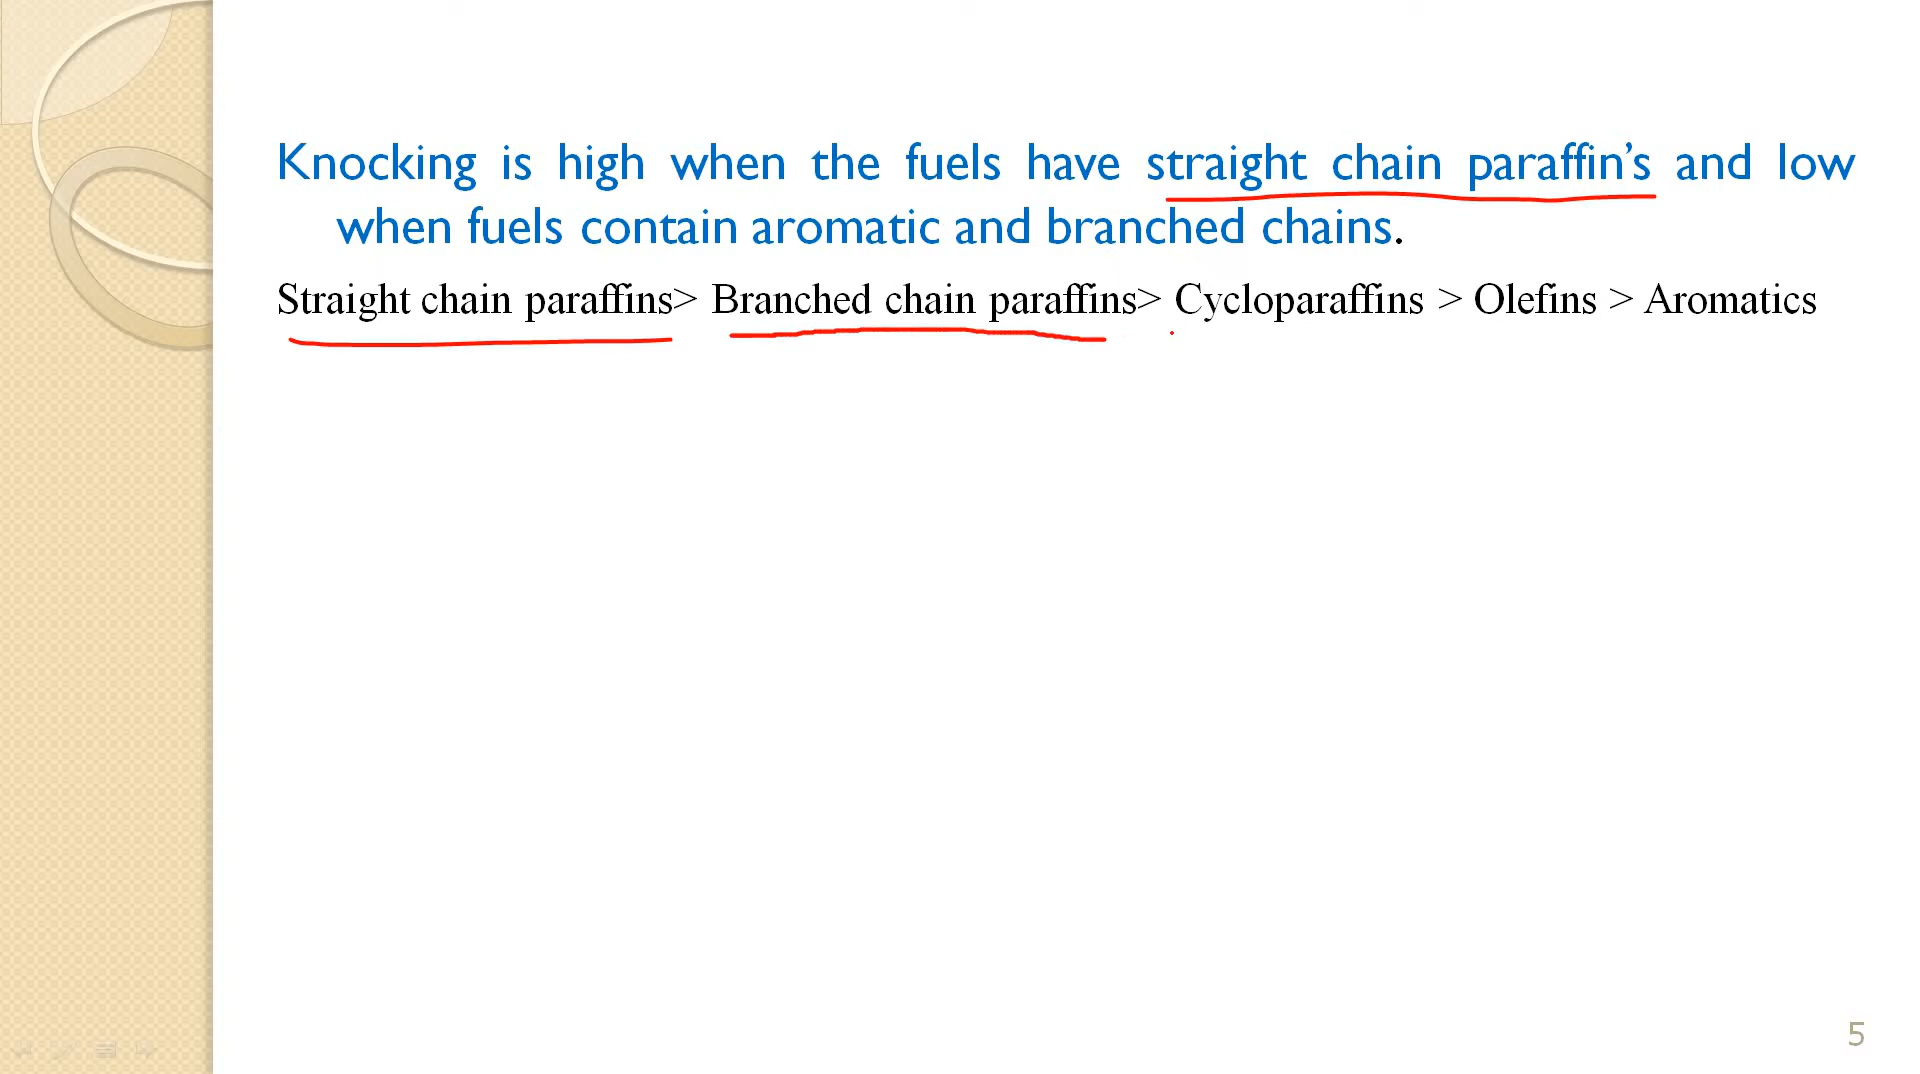 Knocking is high when the fuels have straight chain paraffin’s and low
when fuels contain aromatic and branched chains.
Straight chain paraffins> Branched chain paraffins> Cycloparaffins > Olefins > Aromatics
5